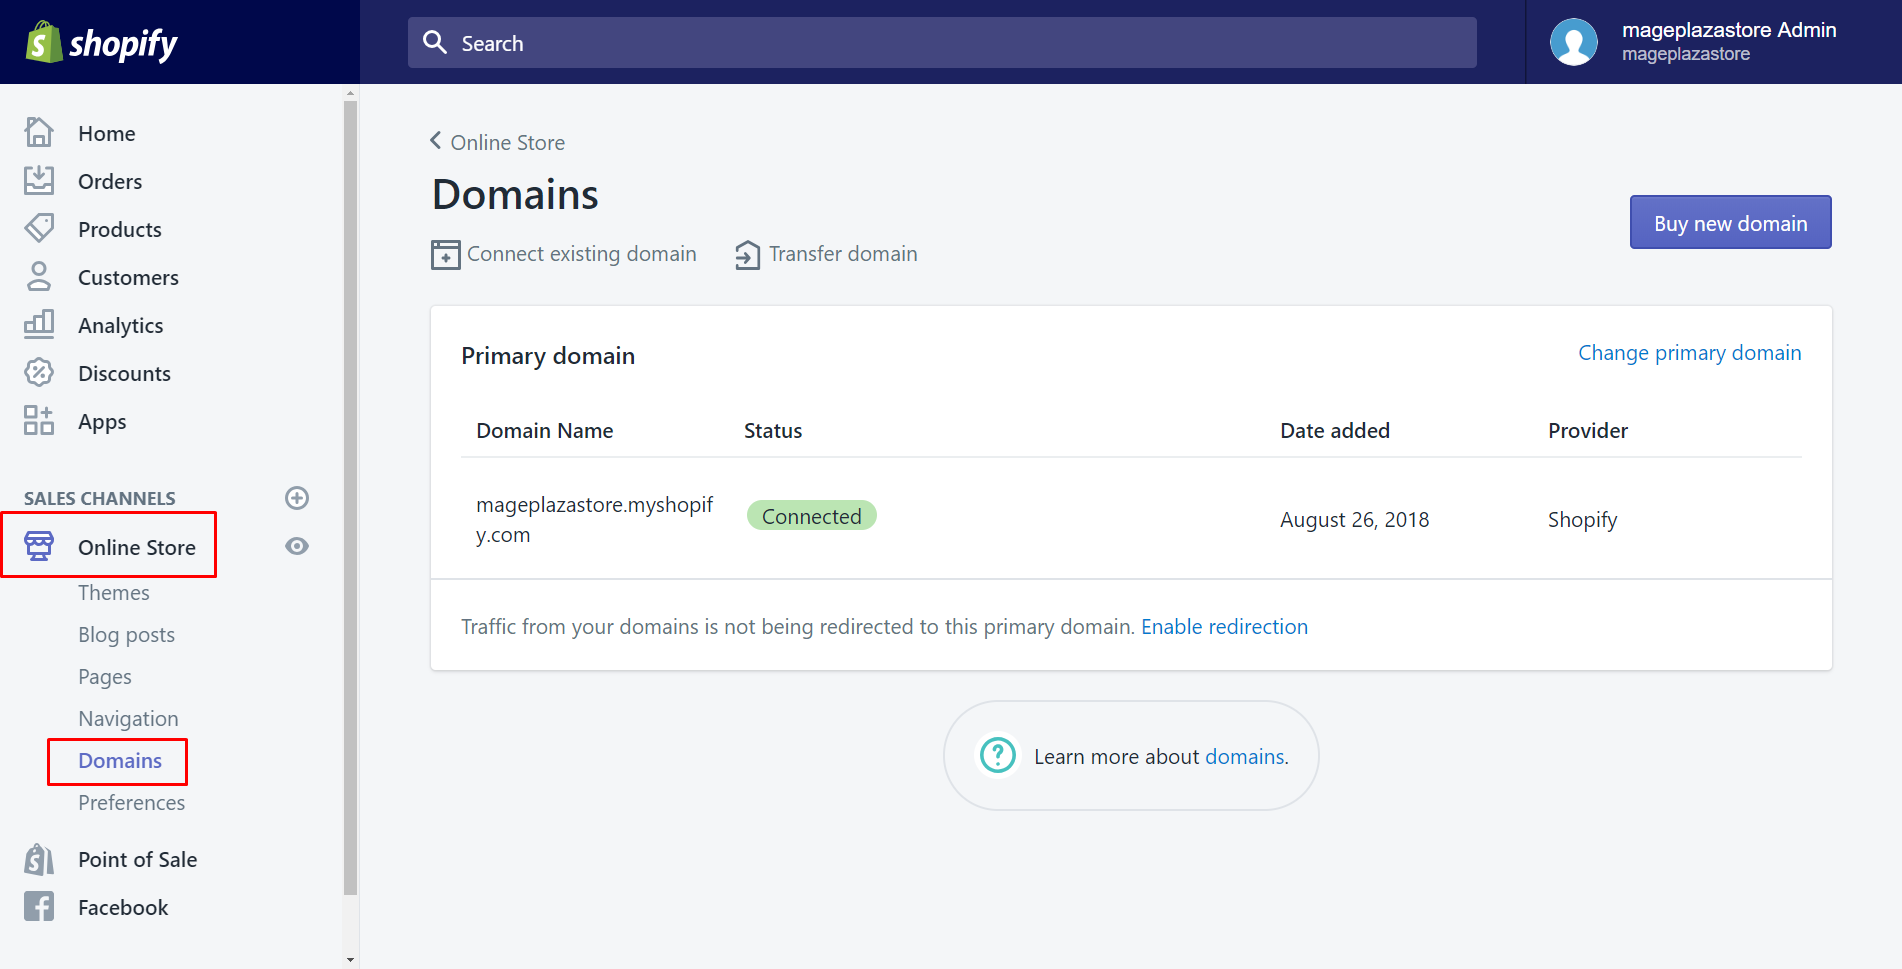 shopify
Search
mageplazastore Admin
mageplazastore
Home
Orders
Products
Customers
Analytics
Discounts
Apps
SALES CHANNELS
Online Store
Themes
Blog posts
Pages
Navigation
Domains
Preferences
Point of Sale
Facebook
Online Store
Domains
Connect existing domain Transfer domain
Buy new domain
Primary domain
Change primary domain
Domain Name Status Date added Provider
mageplazastore.myshopif
y.com
Connected
August 26, 2018
Shopify
Traffic from your domains is not being redirected to this primary domain. Enable redirection
Learn more about domains.